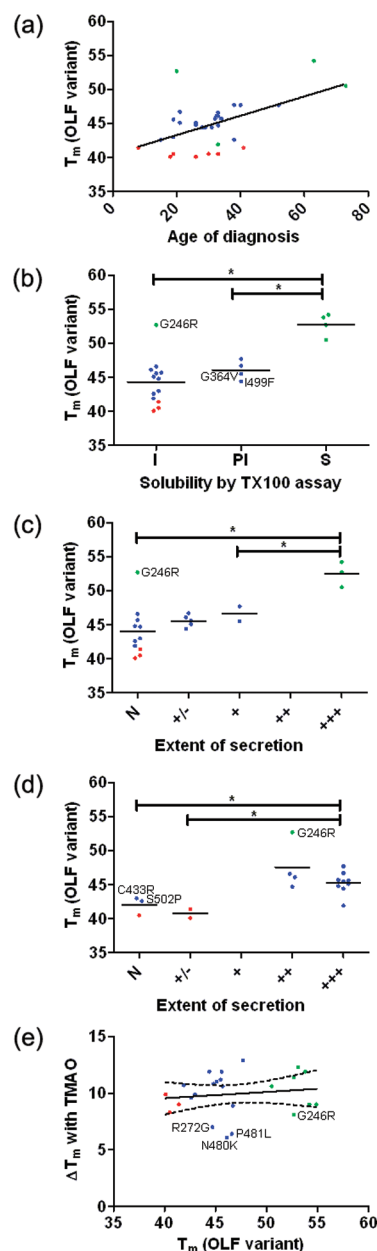 (a)
60
55
50
45
40
35
0
20
40
60
80
Tm (OLF variant)
Age of diagnosis
(b)
60
55
50
45
40
35
Tm (OLF variant)
*
*
G246R
G364V
I499F
I
PI
S
Solubility by TX100 assay
(c)
60
55
50
45
40
35
Tm (OLF variant)
*
*
G246R
N
+/-
+
++
+++
Extent of secretion
(d)
60
55
50
45
40
35
Tm (OLF variant)
*
*
G246R
C433R
S502P
N
+/-
+
++
+++
Extent of secretion
(e)
15
10
5
0
ΔTm with TMAO
R272G
P481L
N480K
G246R
35
40
45
50
55
60
Tm (OLF variant)